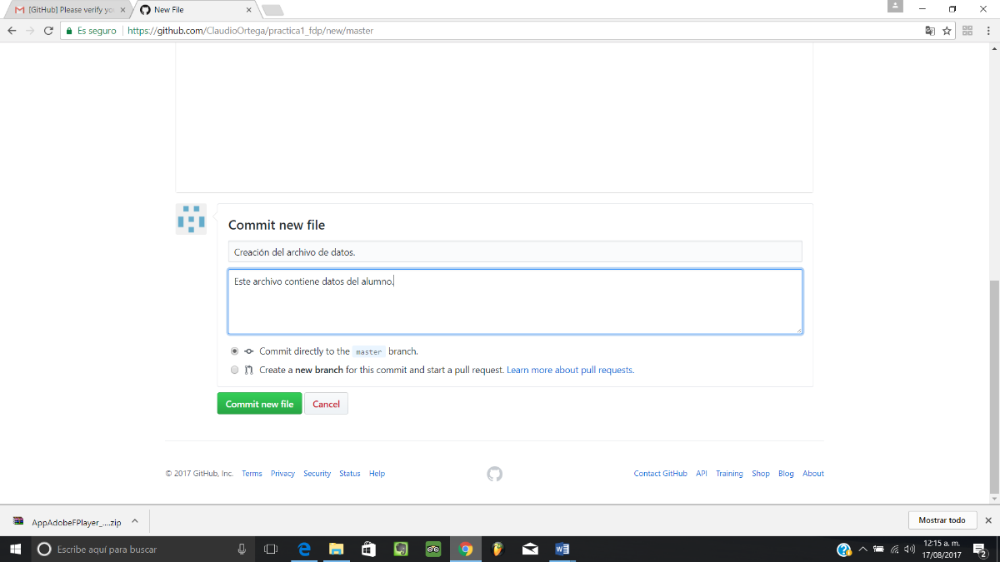 [GitHub] Please verify yo
New File
Es seguro
https://github.com/ClaudioOrtega/practica1_fdp/new/master
Commit new file
Creación del archivo de datos.
Este archivo contiene datos del alumno.
Commit directly to the master branch.
Create a new branch for this commit and start a pull request. Learn more about pull requests.
Commit new file
Cancel
© 2017 GitHub, Inc. Terms Privacy Security Status Help
Contact GitHub API Training Shop Blog About
AppAdobeFPlayer_....zip
Mostrar todo
Escribe aquí para buscar
12:15 a. m.
17/08/2017
2